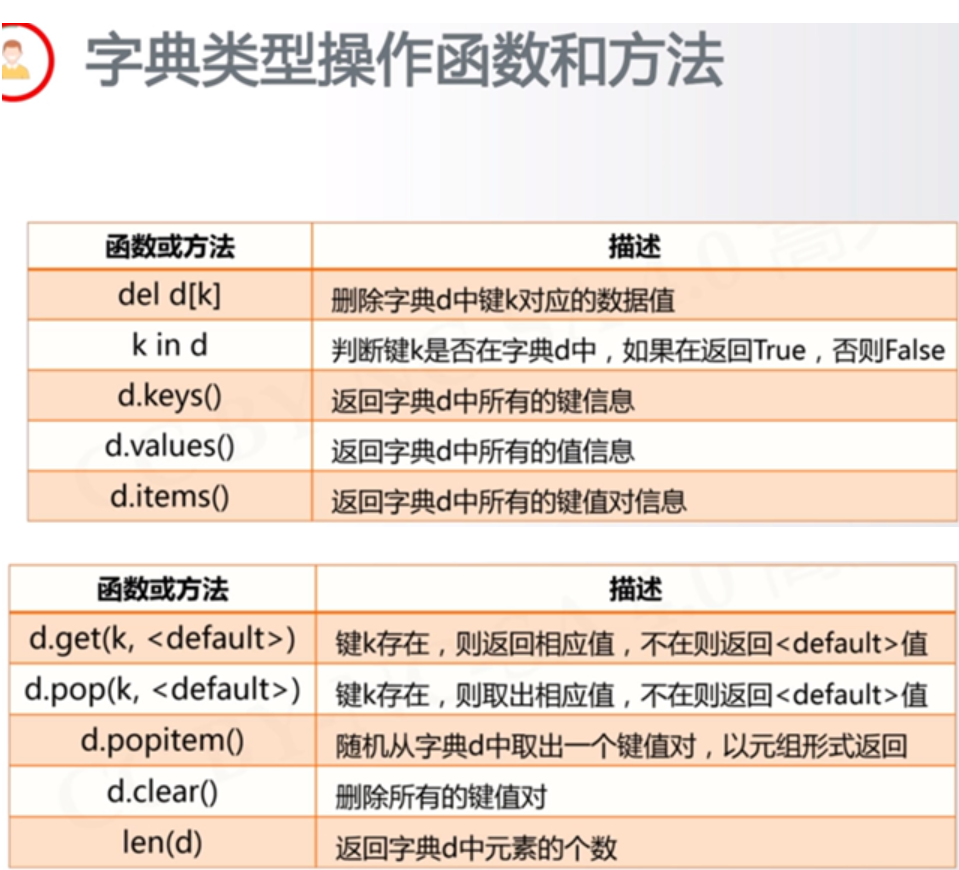 字典类型操作函数和方法
函数或方法 描述
del d[k] 删除字典d中键k对应的数据值
k in d 判断键k是否在字典d中，如果在返回True，否则False
d.keys() 返回字典d中所有的键信息
d.values() 返回字典d中所有的值信息
d.items() 返回字典d中所有的键值对信息
函数或方法 描述
d.get(k, <default>) 键k存在，则返回相应值，不在则返回<default>值
d.pop(k, <default>) 键k存在，则取出相应值，不在则返回<default>值
d.popitem() 随机从字典d中取出一个键值对，以元组形式返回
d.clear() 删除所有的键值对
len(d) 返回字典d中元素的个数